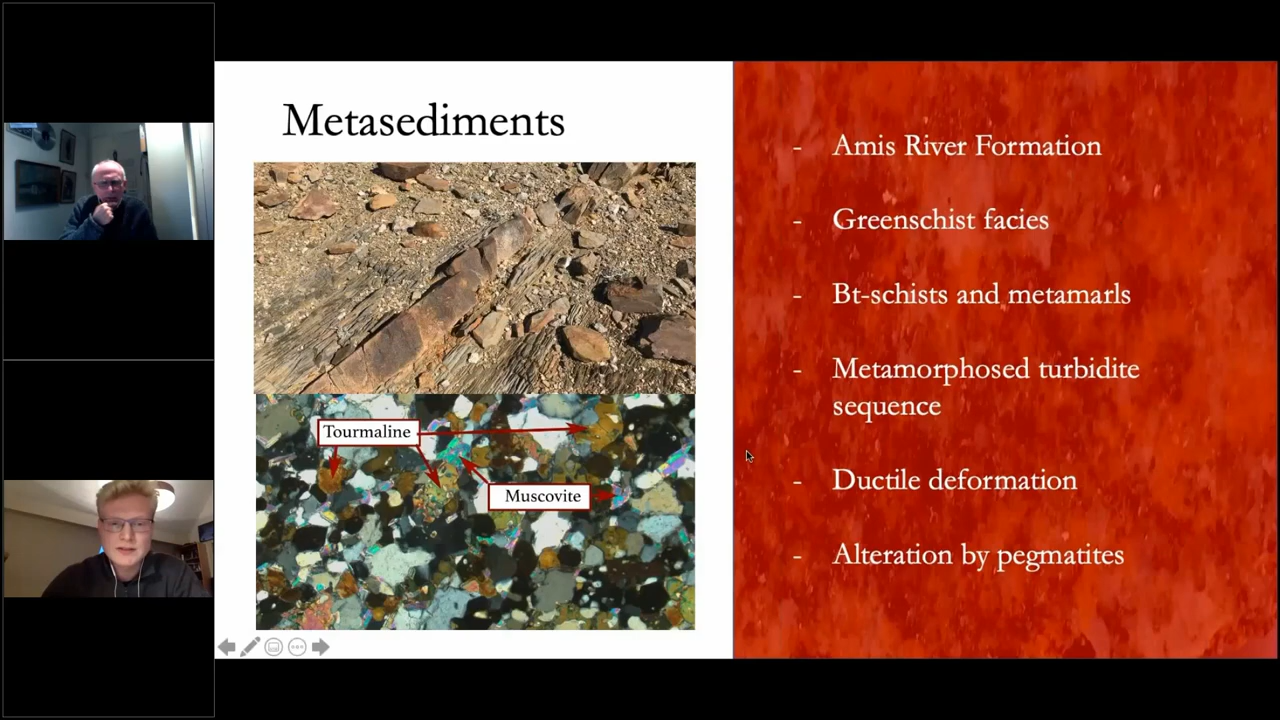 Metasediments
Tourmaline
Muscovite
- Amis River Formation
- Greenschist facies
- Bt-schists and metamarls
- Metamorphosed turbidite
sequence
- Ductile deformation
- Alteration by pegmatites